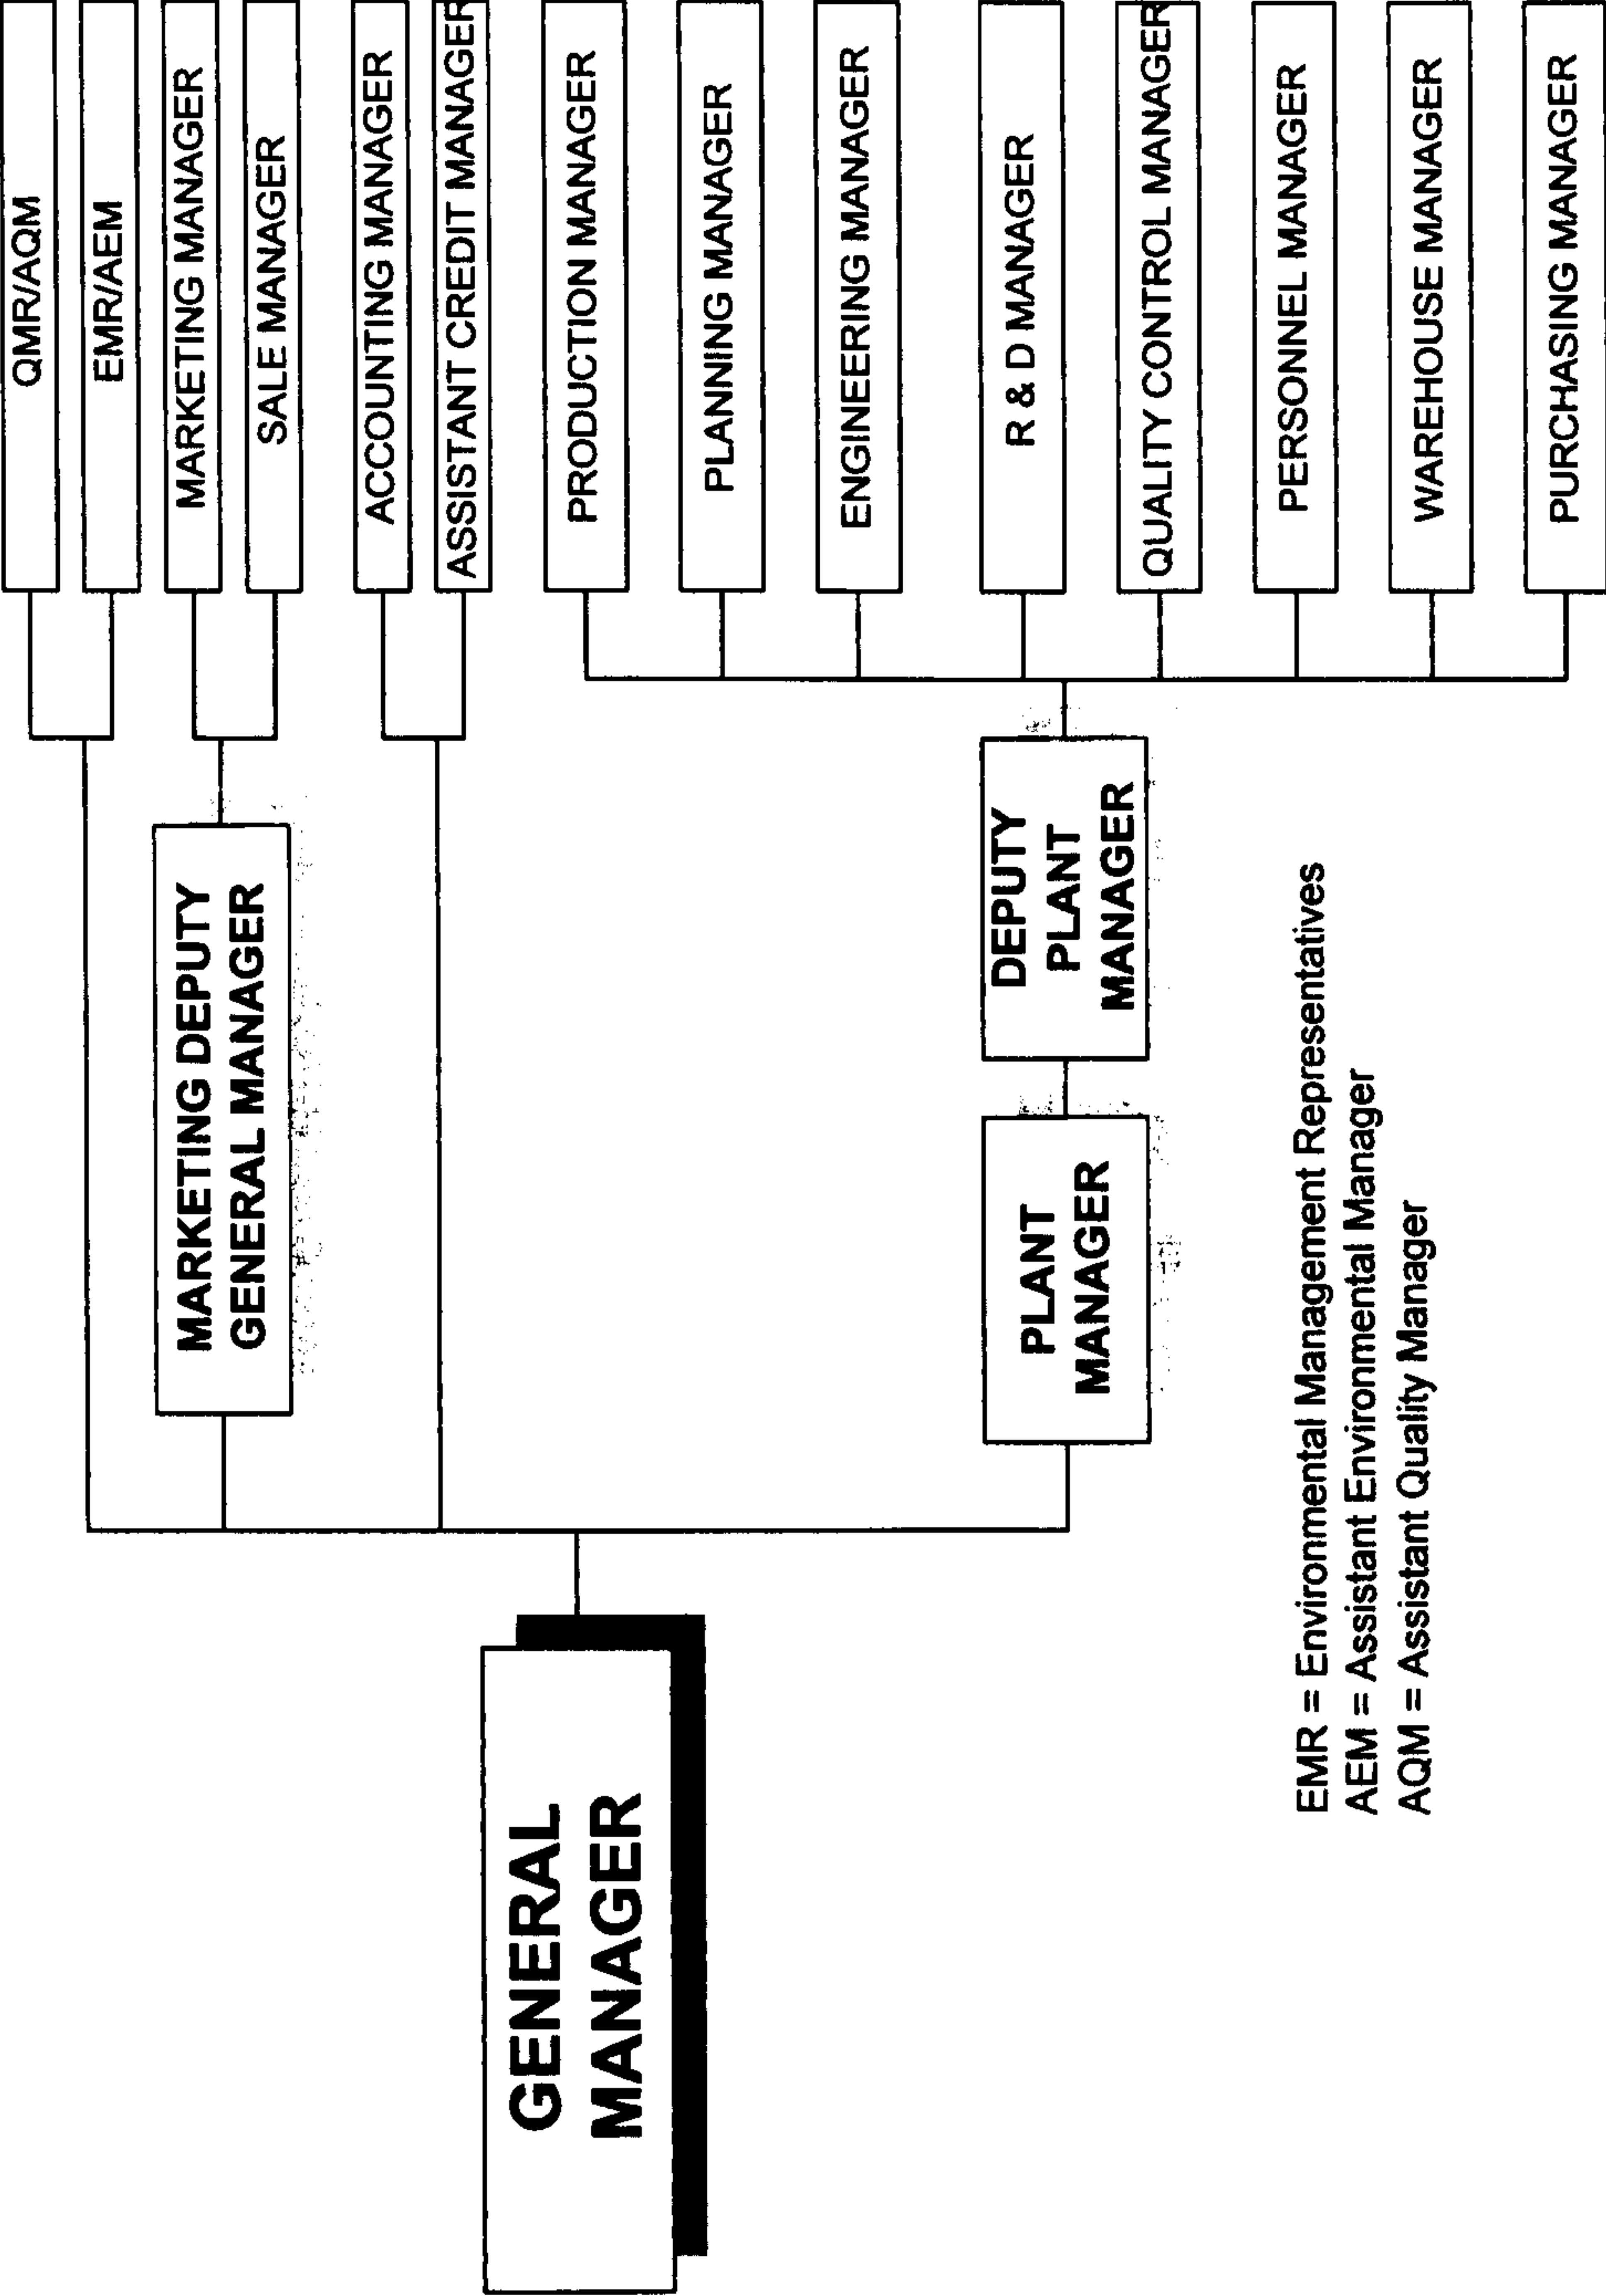 QMR/AQM
EMR/AEM
MARKETING MANAGER
SALE MANAGER
ACCOUNTING MANAGER
ASSISTANT CREDIT MANAGER
PRODUCTION MANAGER
PLANNING MANAGER
ENGINEERING MANAGER
R & D MANAGER
QUALITY CONTROL MANAGER
PERSONNEL MANAGER
WAREHOUSE MANAGER
PURCHASING MANAGER
MARKETING DEPUTY
GENERAL MANAGER
DEPUTY
PLANT
MANAGER
PLANT
MANAGER
GENERAL
MANAGER
EMR = Environmental Management Representatives
AEM = Assistant Environmental Manager
AQM = Assistant Quality Manager